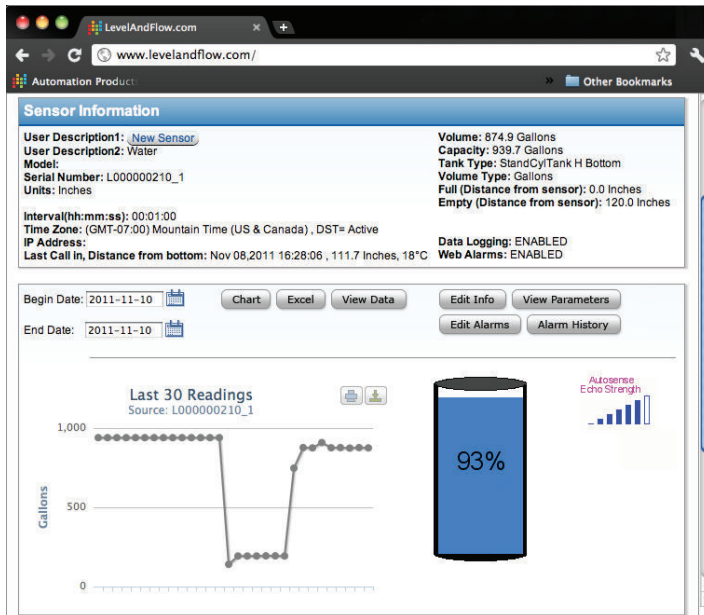 LevelAndFlow.com
www.levelandflow.com/
Automation Product
» Other Bookmarks
Sensor Information
User Description1: New Sensor
User Description2: Water
Model:
Serial Number: L000000210_1
Units: Inches
Interval(hh:mm:ss): 00:01:00
Time Zone: (GMT-07:00) Mountain Time (US & Canada) , DST= Active
IP Address:
Last Call in, Distance from bottom: Nov 08,2011 16:28:06 , 111.7 Inches, 18°C
Volume: 874.9 Gallons
Capacity: 939.7 Gallons
Tank Type: StandCylTank H Bottom
Volume Type: Gallons
Full (Distance from sensor): 0.0 Inches
Empty (Distance from sensor): 120.0 Inches
Data Logging: ENABLED
Web Alarms: ENABLED
Begin Date: 2011-11-10
End Date: 2011-11-10
Chart Excel View Data
Edit Info View Parameters
Edit Alarms Alarm History
Last 30 Readings
Source: L000000210_1
1,000
500
0
Gallons
93%
Autosense
Echo Strength